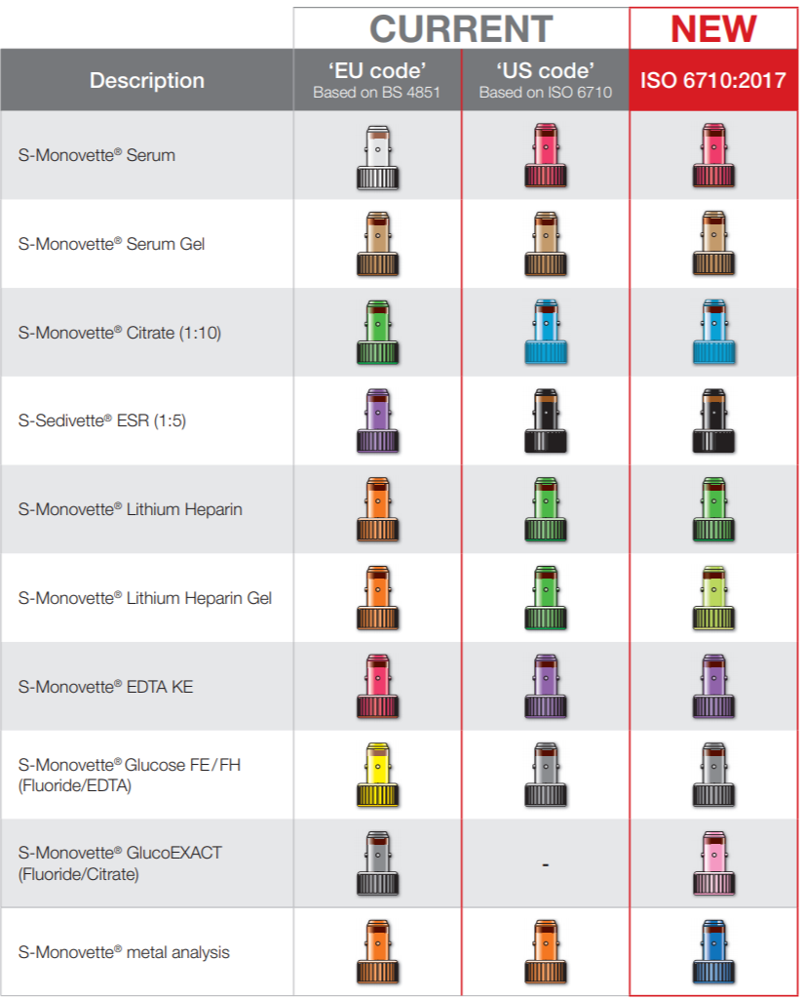 CURRENT
NEW
Description
‘EU code’
Based on BS 4851
‘US code’
Based on ISO 6710
ISO 6710:2017
S-Monovette® Serum
S-Monovette® Serum Gel
S-Monovette® Citrate (1:10)
S-Sedivette® ESR (1:5)
S-Monovette® Lithium Heparin
S-Monovette® Lithium Heparin Gel
S-Monovette® EDTA KE
S-Monovette® Glucose FE/FH
(Fluoride/EDTA)
S-Monovette® GlucoEXACT
(Fluoride/Citrate)
-
S-Monovette® metal analysis